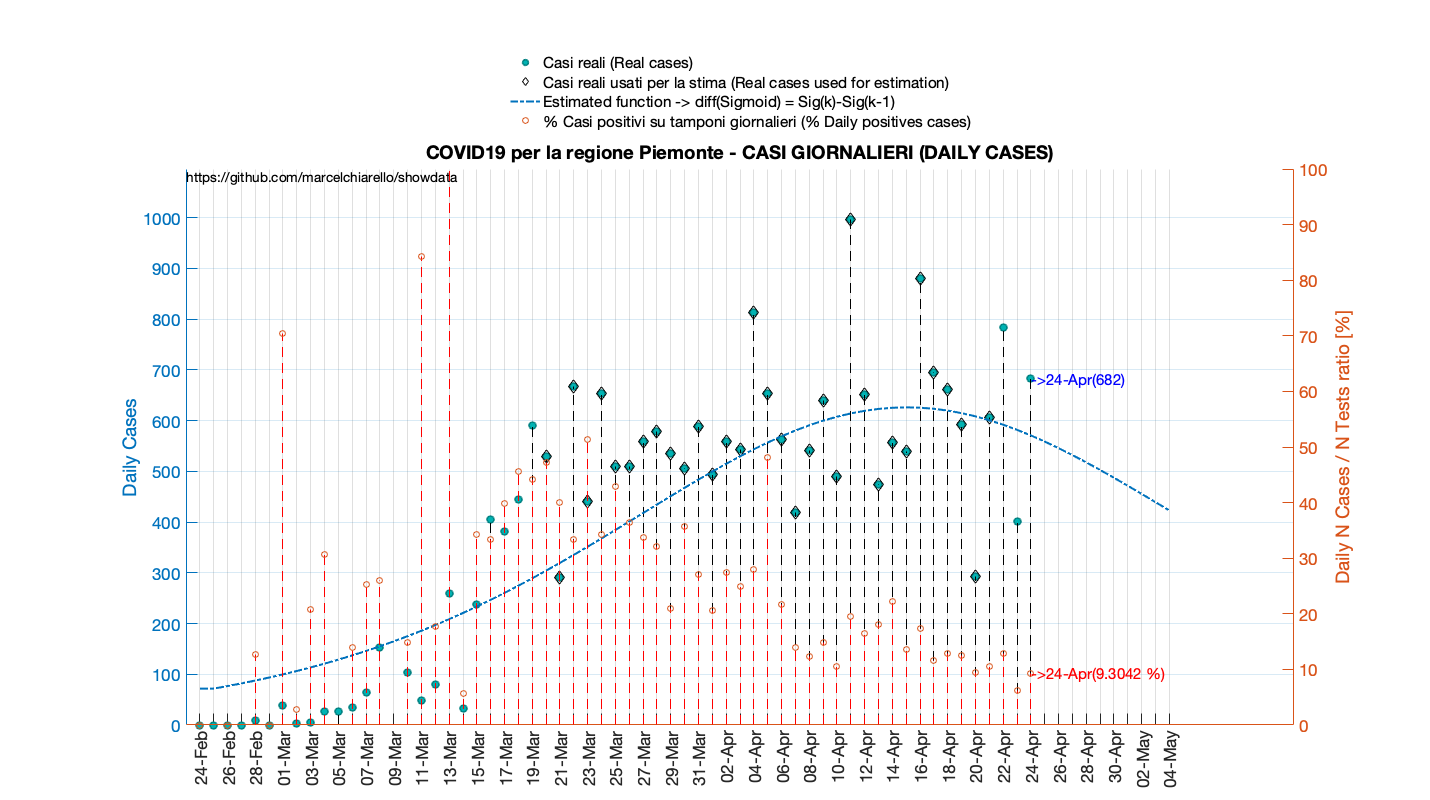 Casi reali (Real cases)
Casi reali usati per la stima (Real cases used for estimation)
Estimated function -> diff(Sigmoid) = Sig(k)-Sig(k-1)
% Casi positivi su tamponi giornalieri (% Daily positives cases)
COVID19 per la regione Piemonte - CASI GIORNALIERI (DAILY CASES)
https://github.com/marcelchiarello/showdata
Daily Cases
1000
900
800
700
600
500
400
300
200
100
0
100
90
80
70
60
50
40
30
20
10
0
Daily N Cases / N Tests ratio [%]
->24-Apr(682)
->24-Apr(9.3042 %)
24-Feb
26-Feb
28-Feb
01-Mar
03-Mar
05-Mar
07-Mar
09-Mar
11-Mar
13-Mar
15-Mar
17-Mar
19-Mar
21-Mar
23-Mar
25-Mar
27-Mar
29-Mar
31-Mar
02-Apr
04-Apr
06-Apr
08-Apr
10-Apr
12-Apr
14-Apr
16-Apr
18-Apr
20-Apr
22-Apr
24-Apr
26-Apr
28-Apr
30-Apr
02-May
04-May